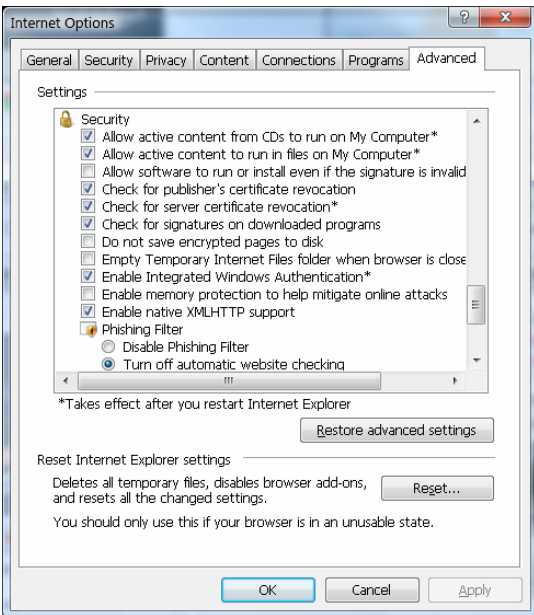 Internet Options
General Security Privacy Content Connections Programs Advanced
Settings
Security
Allow active content from CDs to run on My Computer*
Allow active content to run in files on My Computer*
Allow software to run or install even if the signature is invalid
Check for publisher's certificate revocation
Check for server certificate revocation*
Check for signatures on downloaded programs
Do not save encrypted pages to disk
Empty Temporary Internet Files folder when browser is close
Enable Integrated Windows Authentication*
Enable memory protection to help mitigate online attacks
Enable native XMLHTTP support
Phishing Filter
Disable Phishing Filter
Turn off automatic website checking
*Takes effect after you restart Internet Explorer
Restore advanced settings
Reset Internet Explorer settings
Deletes all temporary files, disables browser add-ons,
and resets all the changed settings.
Reset...
You should only use this if your browser is in an unusable state.
OK Cancel Apply